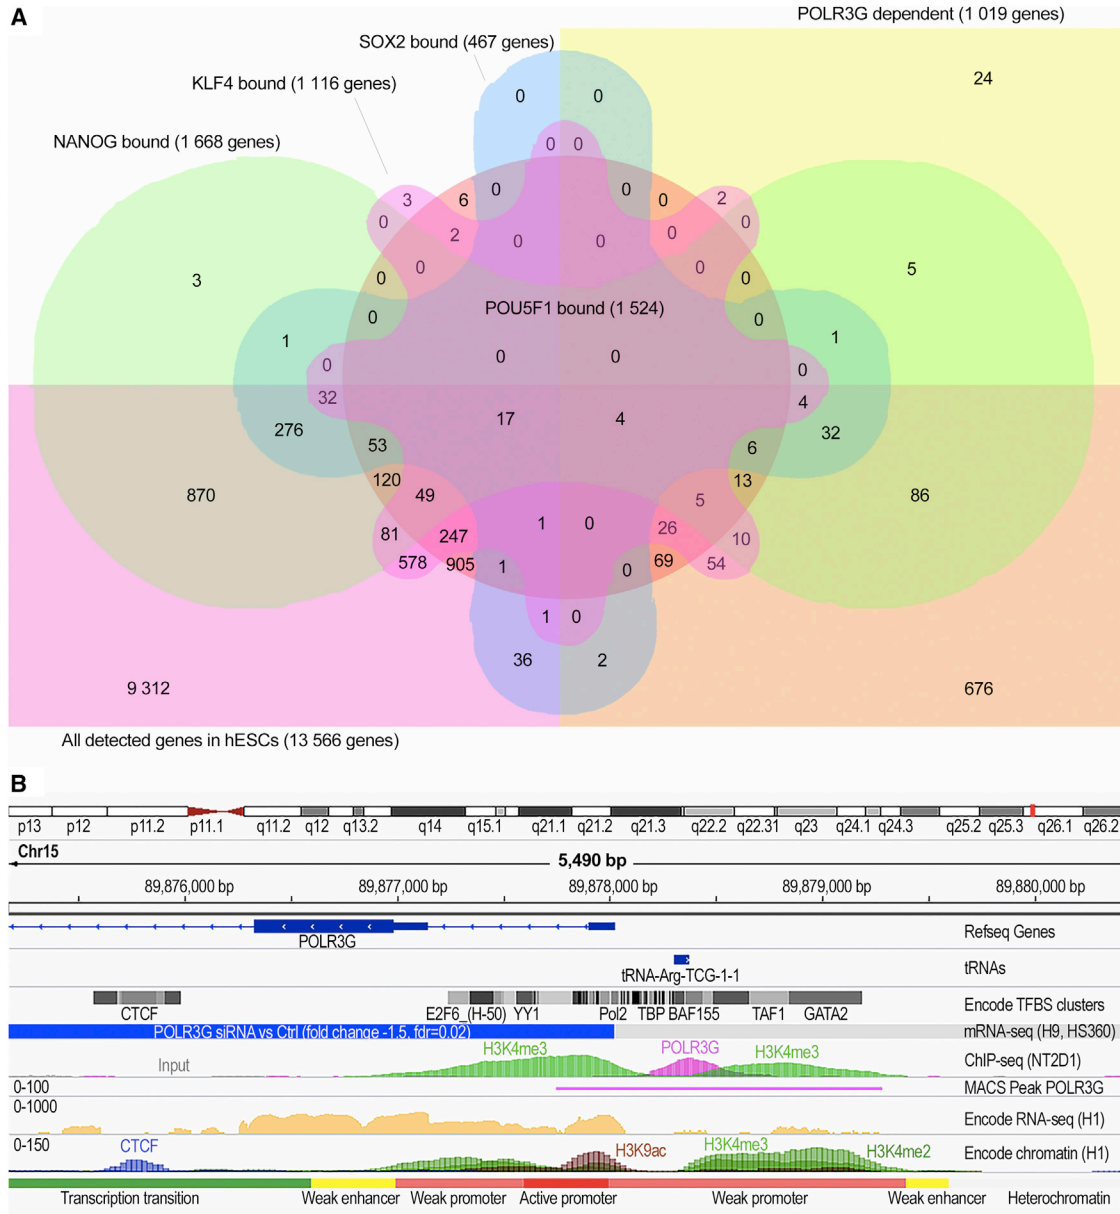 A
POLR3G dependent (1 019 genes)
SOX2 bound (467 genes)
KLF4 bound (1 116 genes)
NANOG bound (1 668 genes)
24
0 0
0 0
3 6 0 0 0 2
0 2 0 0 0 0
3 0 0 0 0 5
POU5F1 bound (1 524)
1 0 0 1
0 0 0 0
32 17 4 4
276 53 6 32
870 120 49 5 13 86
81 247 1 0 26 10
578 905 1 0 69 54
1 0
36 2
9 312 676
All detected genes in hESCs (13 566 genes)
B
p13 p12 p11.2 p11.1 q11.2 q12 q13.2 q14 q15.1 q21.1 q21.2 q21.3 q22.2 q22.31 q23 q24.1 q24.3 q25.2 q25.3 q26.1 q26.2
Chr15
5,490 bp
89,876,000 bp 89,877,000 bp 89,878,000 bp 89,879,000 bp 89,880,000 bp
POLR3G Refseq Genes
tRNA-Arg-TCG-1-1 tRNAs
CTCF E2F6_(H-50) YY1 Pol2 TBP BAF155 TAF1 GATA2 Encode TFBS clusters
POLR3G siRNA vs Ctrl (fold change -1.5, fdr=0.02) mRNA-seq (H9, HS360)
Input H3K4me3 POLR3G H3K4me3 ChIP-seq (NT2D1)
0-100 MACS Peak POLR3G
0-1000 Encode RNA-seq (H1)
0-150 CTCF H3K9ac H3K4me3 H3K4me2 Encode chromatin (H1)
Transcription transition Weak enhancer Weak promoter Active promoter Weak promoter Weak enhancer Heterochromatin